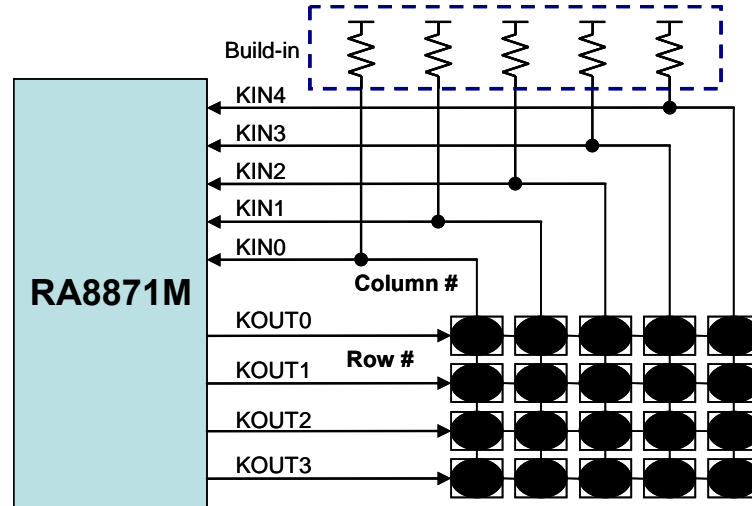 Build-in
KIN4
KIN3
KIN2
KIN1
KIN0
Column #
RA8871M
KOUT0
Row #
KOUT1
KOUT2
KOUT3